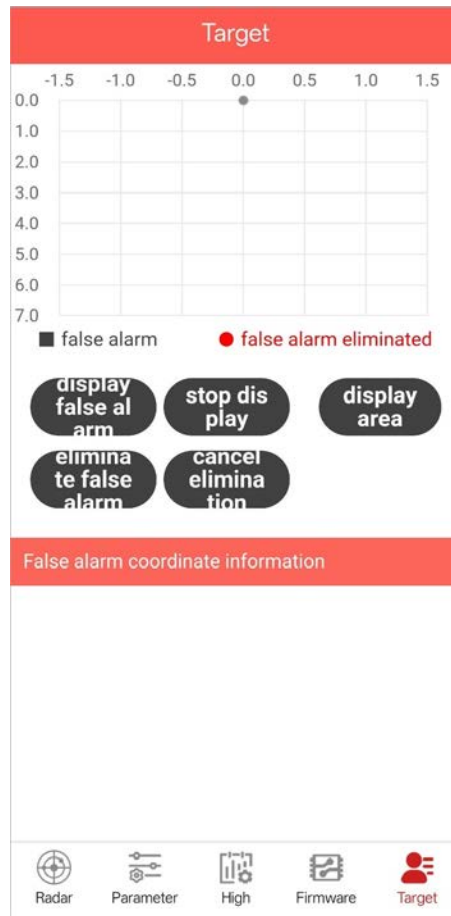 Target
-1.5 -1.0 -0.5 0.0 0.5 1.0 1.5
0.0
1.0
2.0
3.0
4.0
5.0
6.0
7.0
false alarm false alarm eliminated
display
false al
arm
stop dis
play
display
area
elimina
te false
alarm
cancel
elimina
tion
False alarm coordinate information
Radar Parameter High Firmware Target